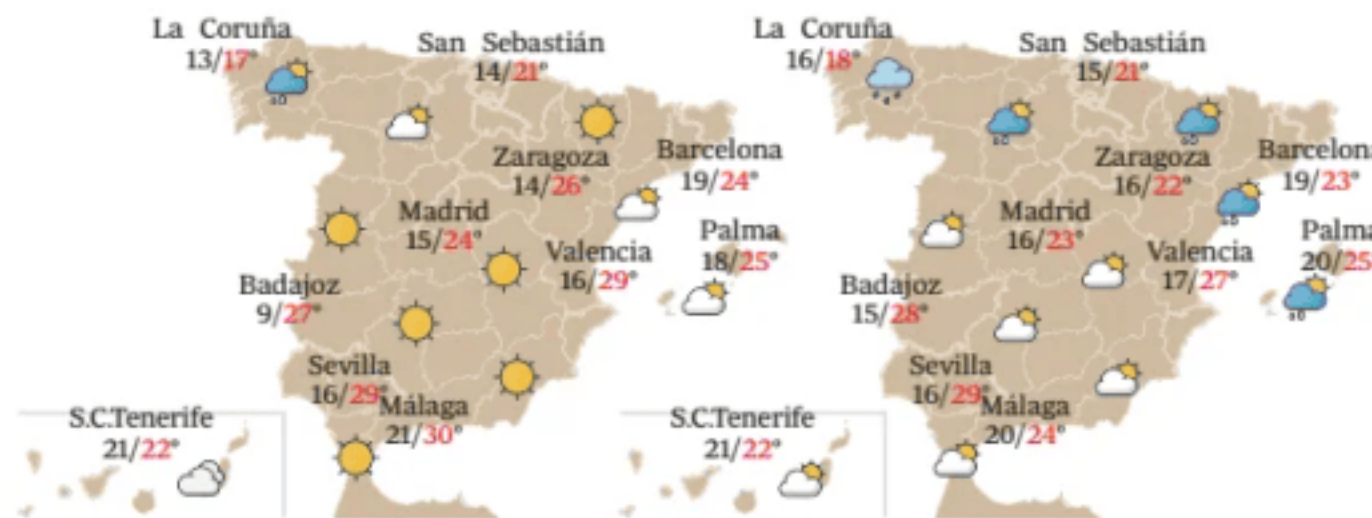 La Coruña
13/17°
San Sebastián
14/21°
Zaragoza
14/26°
Barcelona
19/24°
Madrid
15/24°
Valencia
16/29°
Palma
18/25°
Badajoz
9/27°
Sevilla
16/29°
Málaga
21/30°
S.C.Tenerife
21/22°
La Coruña
16/18°
San Sebastián
15/21°
Zaragoza
16/22°
Barcelon
19/23°
Madrid
16/23°
Valencia
17/27°
Palma
20/25
Badajoz
15/28°
Sevilla
16/29°
Málaga
20/24°
S.C.Tenerife
21/22°